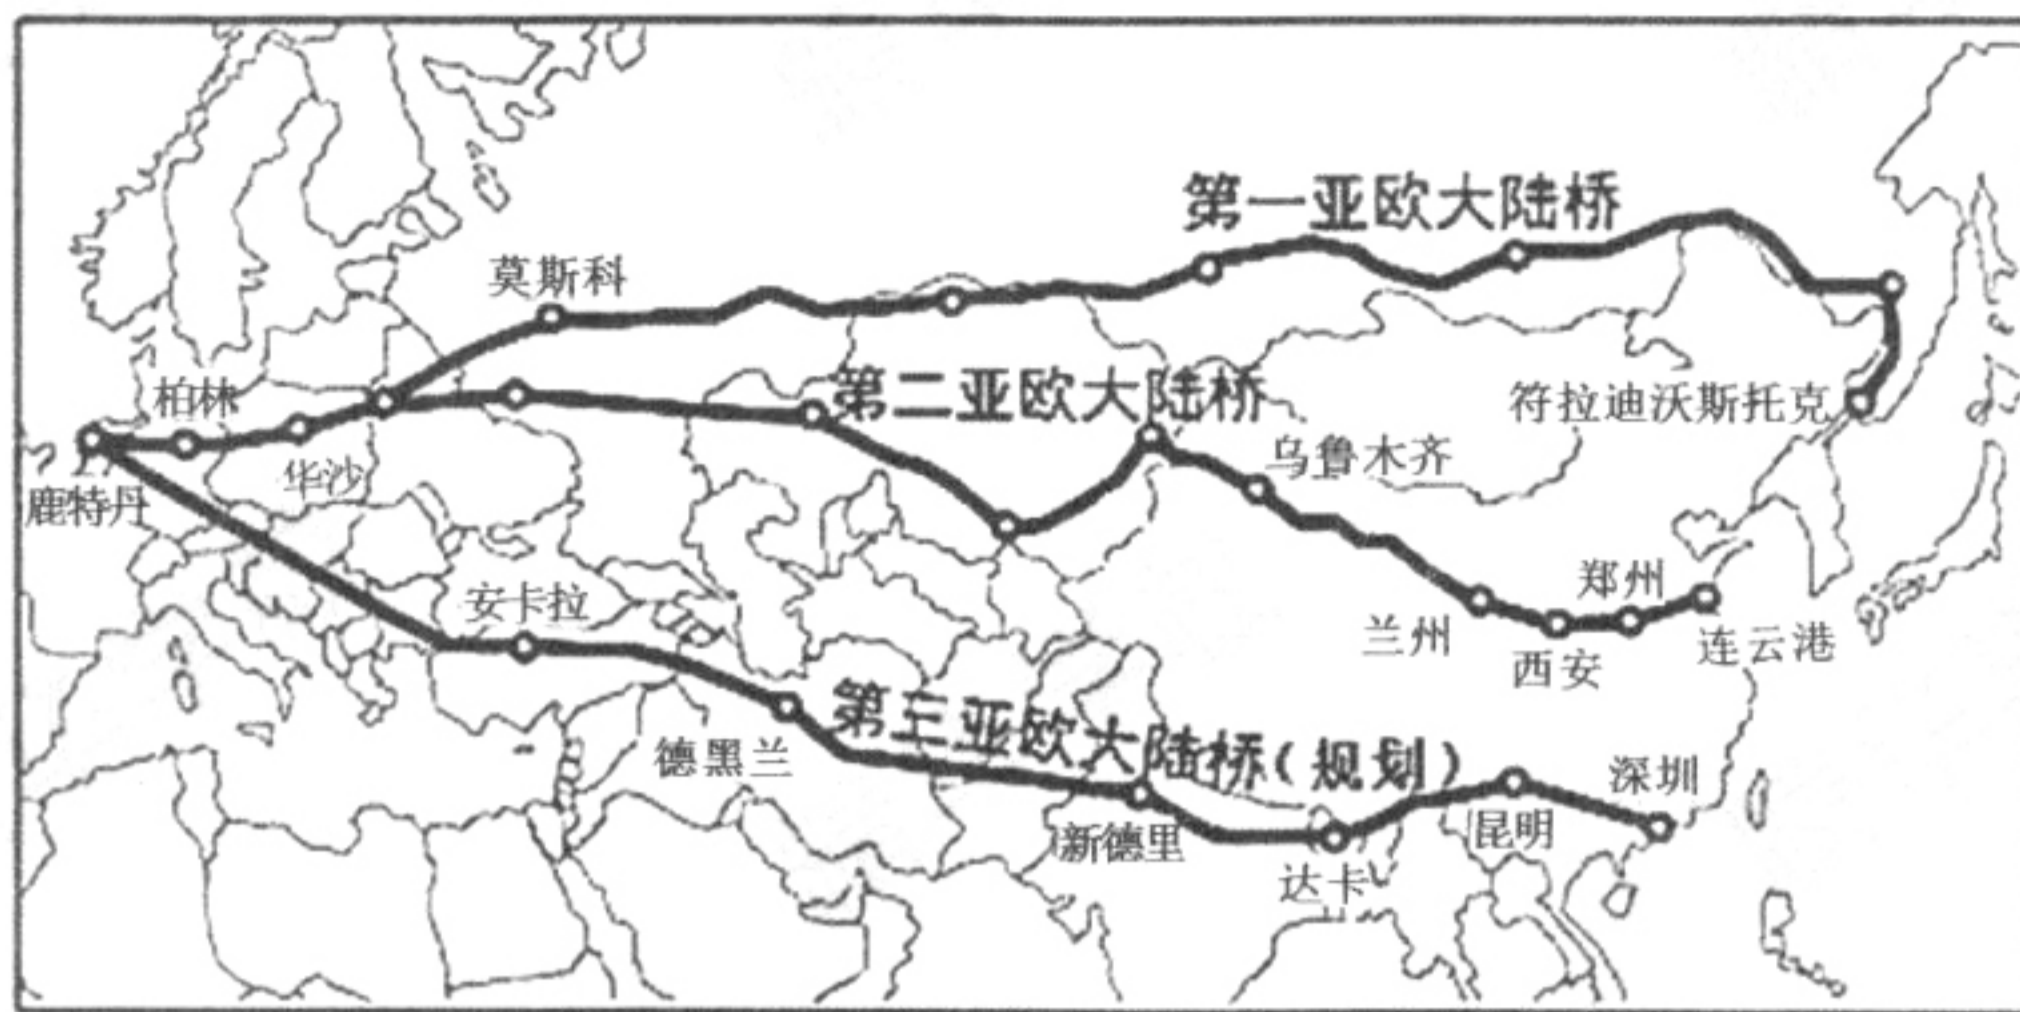 第一亚欧大陆桥
莫斯科
柏林
第二亚欧大陆桥
符拉迪沃斯托克
乌鲁木齐
华沙
鹿特丹
郑州
安卡拉
兰州
连云港
西安
第三亚欧大陆桥(规划)
德黑兰
深圳
新德里
昆明
达卡